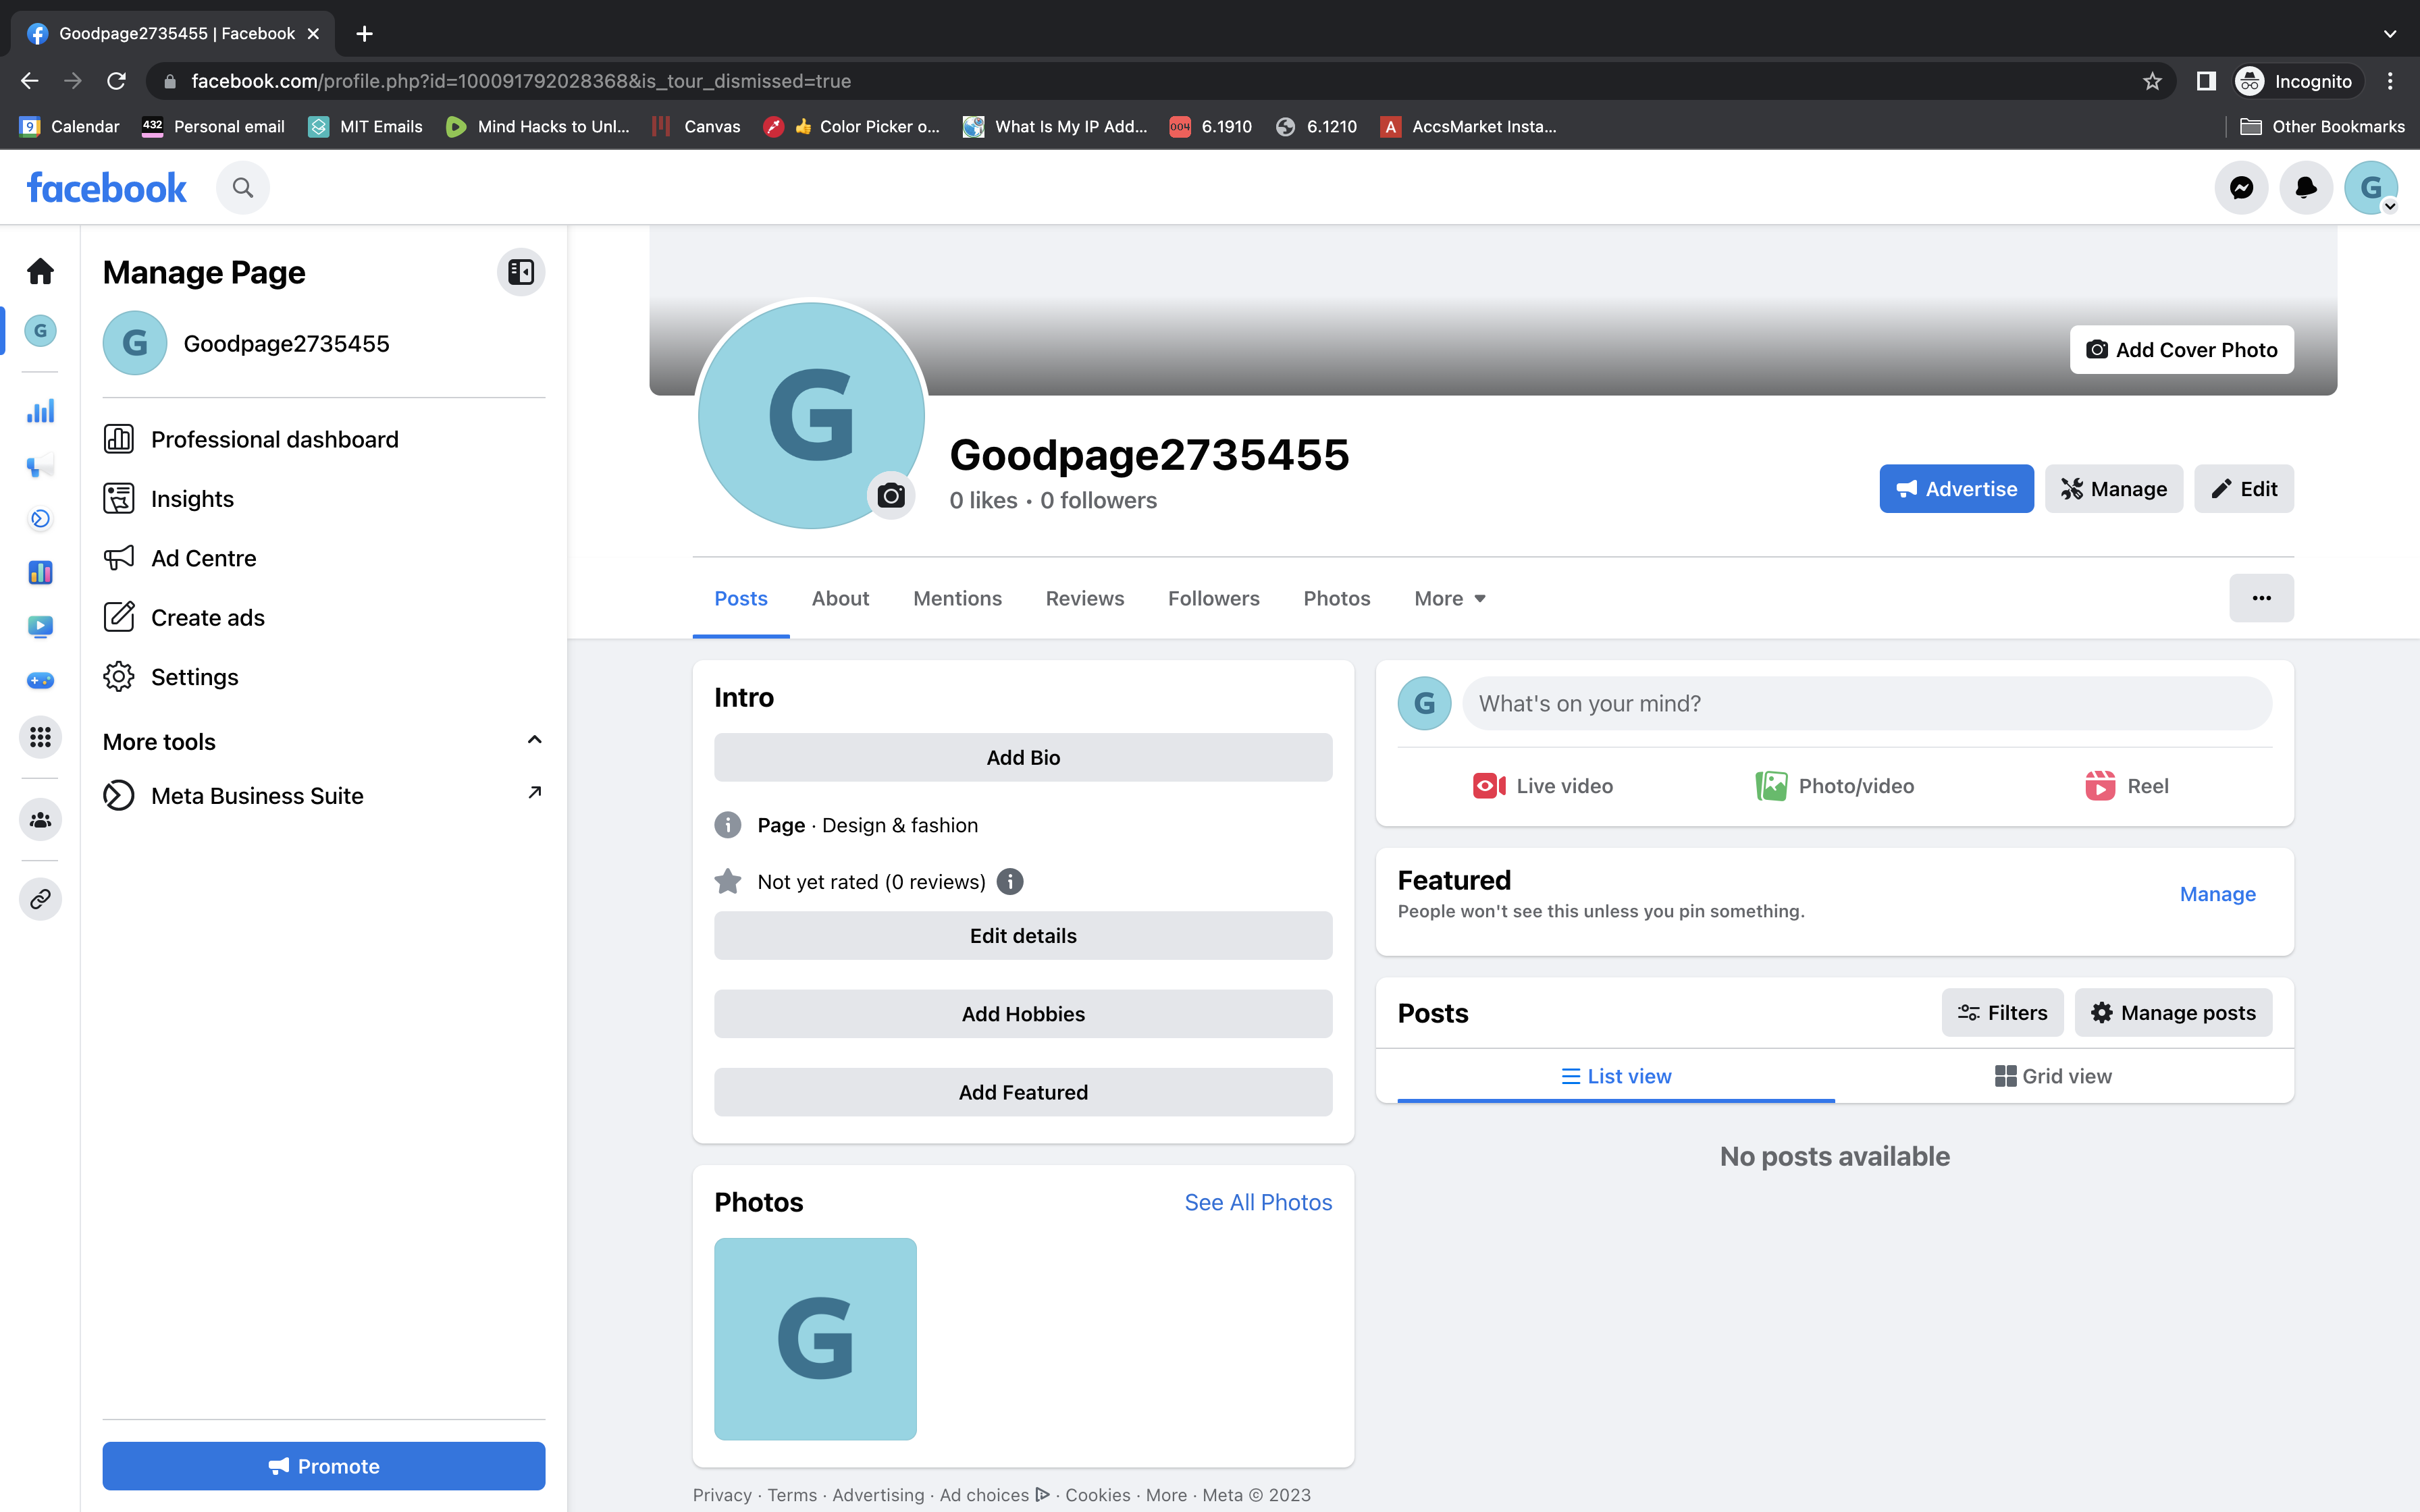 Goodpage2735455 | Facebook
facebook.com/profile.php?id=100091792028368&is_tour_dismissed=true
Incognito
9 Calendar
432 Personal email
MIT Emails
Mind Hacks to Unl...
Canvas
👍 Color Picker o...
What Is My IP Add...
004 6.1910
6.1210
A AccsMarket Insta...
Other Bookmarks
facebook
G
Manage Page
G
G Goodpage2735455
Professional dashboard
Insights
Ad Centre
Create ads
Settings
More tools
Meta Business Suite
Promote
Add Cover Photo
G
Goodpage2735455
0 likes · 0 followers
Advertise
Manage
Edit
Posts
About
Mentions
Reviews
Followers
Photos
More
Intro
Add Bio
Page · Design & fashion
Not yet rated (0 reviews)
Edit details
Add Hobbies
Add Featured
Photos
See All Photos
G
Privacy · Terms · Advertising · Ad choices · Cookies · More · Meta © 2023
G What's on your mind?
Live video
Photo/video
Reel
Featured
People won't see this unless you pin something.
Manage
Posts
Filters
Manage posts
List view
Grid view
No posts available